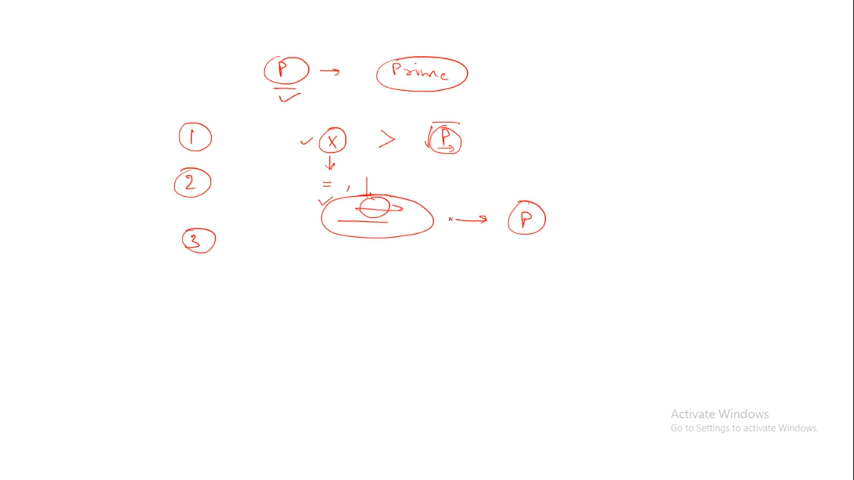 P → Prime
1 X > √P
2 = ,
→ P
3
Activate Windows
Go to Settings to activate Windows.